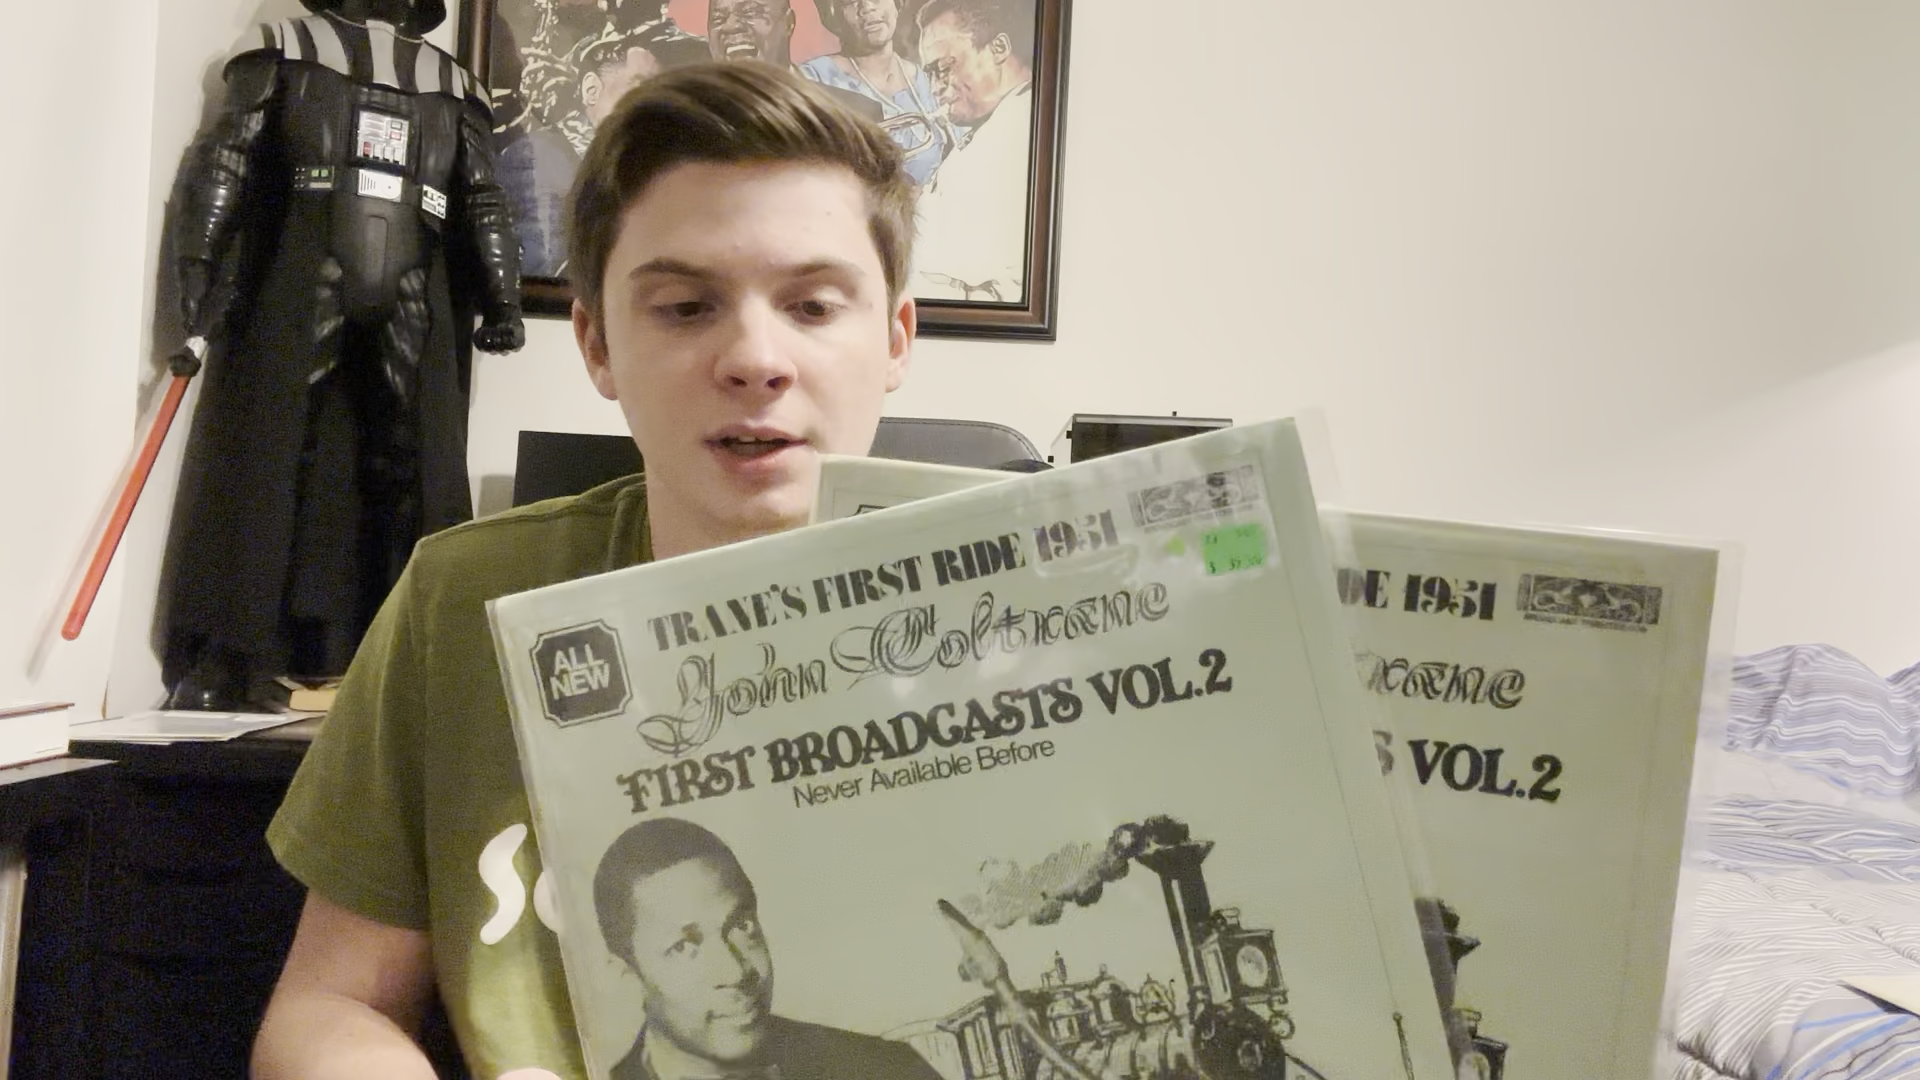 TRANE'S FIRST RIDE 1951
ALL
NEW
John Coltrane
FIRST BROADCASTS VOL.2
Never Available Before
DE 1951
rane
S VOL.2
S